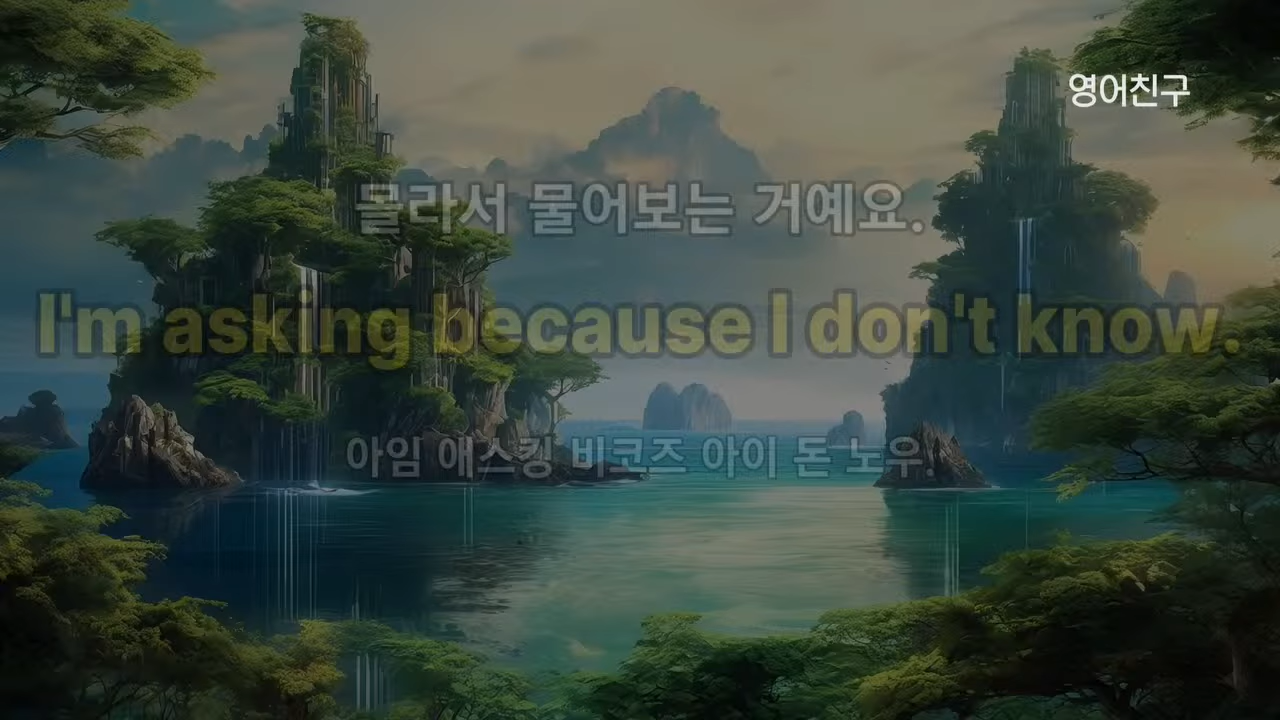 영어친구
몰라서 물어보는 거예요.
I'm asking because I don't know.
아임 애스킹 비코즈 아이 돈 노우.